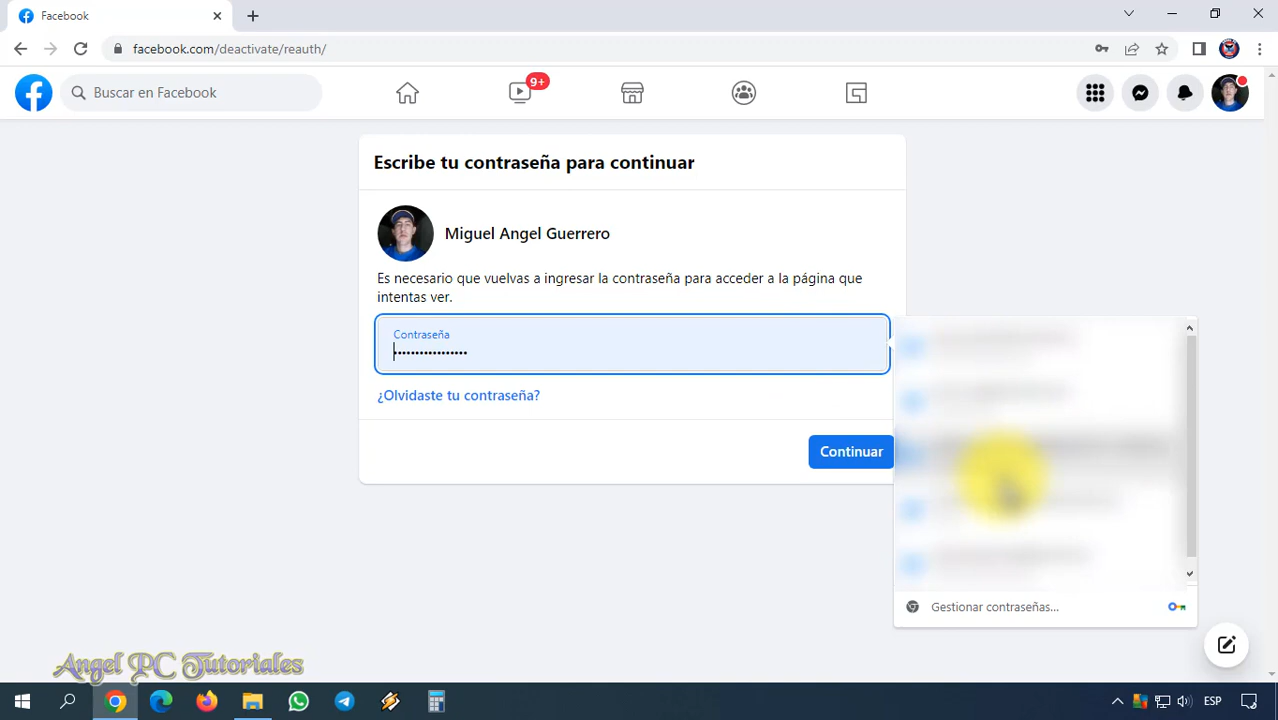 Facebook
facebook.com/deactivate/reauth/
Buscar en Facebook
9+
Escribe tu contraseña para continuar
Miguel Angel Guerrero
Es necesario que vuelvas a ingresar la contraseña para acceder a la página que
intentas ver.
Contraseña
•••••••••••••••••
¿Olvidaste tu contraseña?
Continuar
Gestionar contraseñas...
Angel PC Tutoriales
ESP